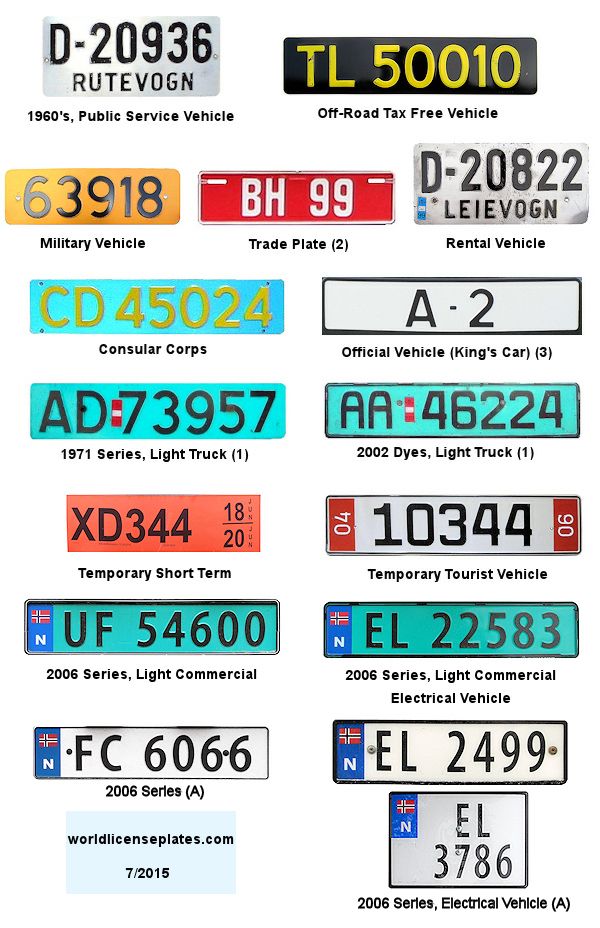 D-20936
RUTEVOGN
1960's, Public Service Vehicle
TL 50010
Off-Road Tax Free Vehicle
63918
Military Vehicle
BH 99
Trade Plate (2)
D-20822
LEIEVOGN
Rental Vehicle
CD 45024
Consular Corps
A-2
Official Vehicle (King's Car) (3)
AD 73957
1971 Series, Light Truck (1)
AA 46224
2002 Dyes, Light Truck (1)
XD344
18 JUN
20 JUN
Temporary Short Term
04 10344 06
Temporary Tourist Vehicle
N UF 54600
2006 Series, Light Commercial
N EL 22583
2006 Series, Light Commercial
Electrical Vehicle
N FC 6066
2006 Series (A)
N EL 2499
N EL
3786
2006 Series, Electrical Vehicle (A)
worldlicenseplates.com
7/2015